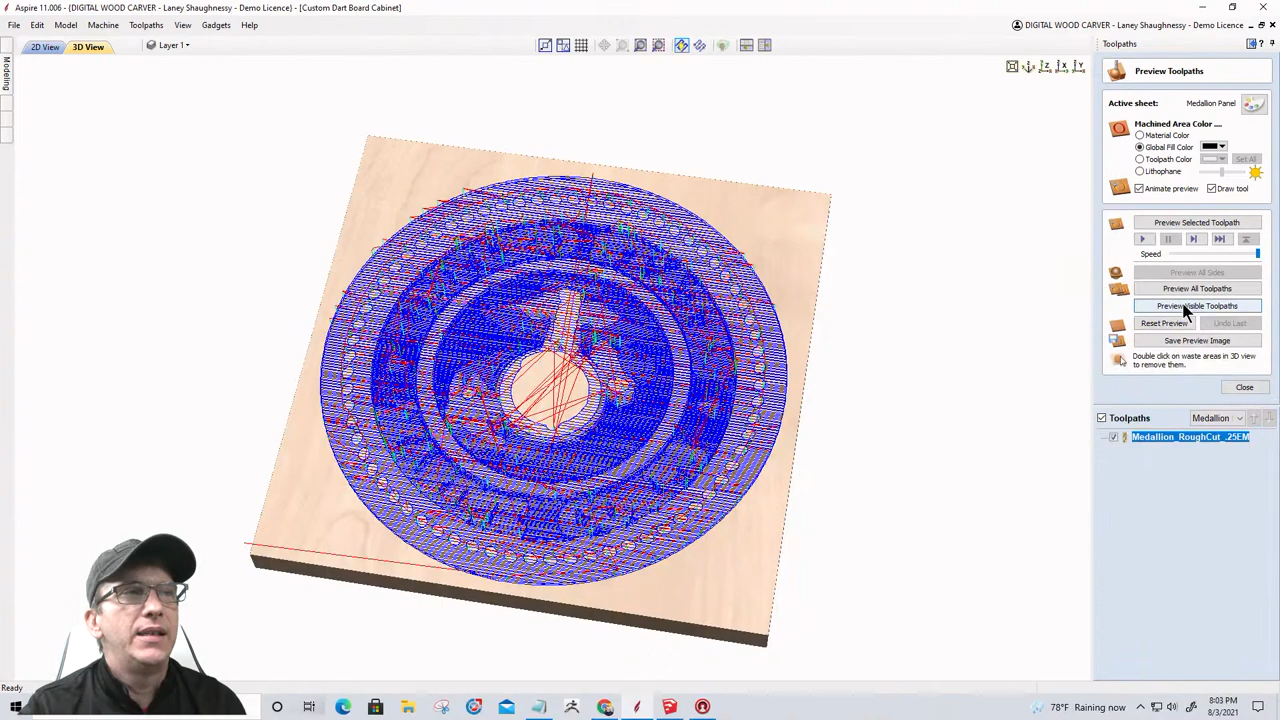 Aspire 11.006 - DIGITAL WOOD CARVER - Laney Shaughnessy - Demo Licence - [Custom Dart Board Cabinet]
File Edit Model Machine Toolpaths View Gadgets Help
DIGITAL WOOD CARVER - Laney Shaughnessy - Demo Licence
2D View 3D View Layer 1
Modeling
Toolpaths
Preview Toolpaths
Active sheet: Medallion Panel
Machined Area Color ....
Material Color
Global Fill Color
Toolpath Color Set All
Lithophane
Animate preview Draw tool
Preview Selected Toolpath
Speed
Preview All Sides
Preview All Toolpaths
Preview Visible Toolpaths
Reset Preview Undo Last
Save Preview Image
Double click on waste areas in 3D view
to remove them.
Close
Toolpaths Medallion
Medallion_RoughCut_.25EM
Ready
78°F Raining now
8:03 PM
8/3/2021